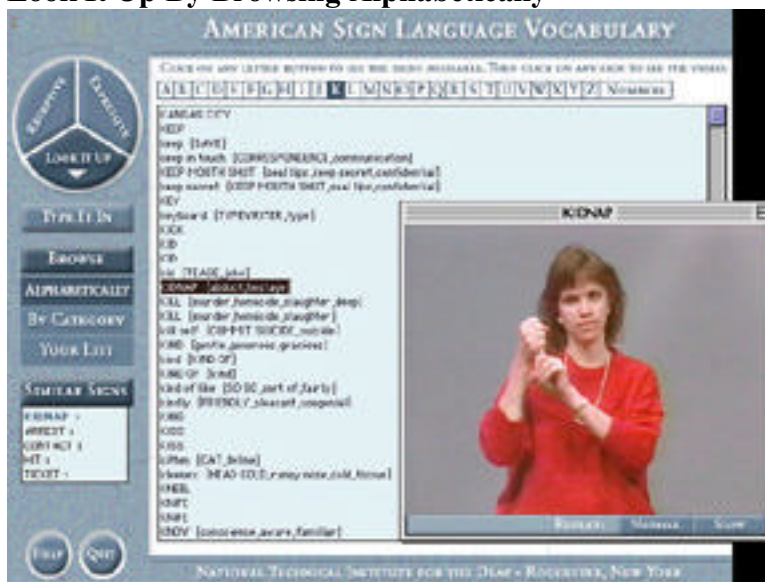 Look It Up By Browsing Alphabetically
AMERICAN SIGN LANGUAGE VOCABULARY
CLICK ON ANY LETTER BUTTON TO SEE THE SIGNS AVAILABLE. THEN CLICK ON ANY SIGN TO SEE THE VIDEO.
A B C D E F G H I J K L M N O P Q R S T U V W X Y Z NUMBERS
RECEPTIVE
EXPRESSIVE
LOOK IT UP
TYPE IT IN
BROWSE
ALPHABETICALLY
BY CATEGORY
YOUR LIST
SIMILAR SIGNS
KIDNAP
ARREST
CONTACT
HIT
TICKET
HELP
QUIT
KANSAS CITY
KEEP
keep [SAVE]
keep in touch [CORRESPONDENCE, communication]
KEEP-MOUTH SHUT [seal lips, keep secret, confidential]
keep secret [KEEP-MOUTH SHUT, seal lips, confidential]
KEY
keyboard [TYPEWRITER, type]
KICK
KID
KID
kid [TEASE, joke]
KIDNAP [abduct,
KILL [murder, homicide, slaughter,
KILL [murder, homicide, slaughter]
kill self [COMMIT SUICIDE, suicide]
KIND [gentle, generous, gracious]
kind [KIND OF]
KIND OF [kind]
kind of like [SO SO, sort of, fairly]
kindly [FRIENDLY, pleasant, congenial]
KING
KISS
KISS
kitten [CAT, feline]
kleenex [HEAD COLD, runny nose, cold, tissue]
KNEEL
KNIFE
KNIFE
KNOW [conscience, aware, familiar]
KIDNAP
REPEAT
NORMAL
SLOW
NATIONAL TECHNICAL INSTITUTE FOR THE DEAF • ROCHESTER, NEW YORK